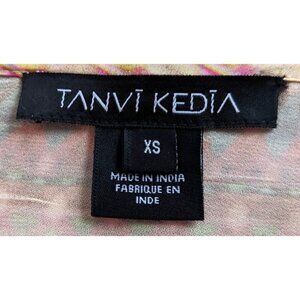 TANVĪ KEDĪA
XS
MADE IN INDIA
FABRIQUE EN
INDE